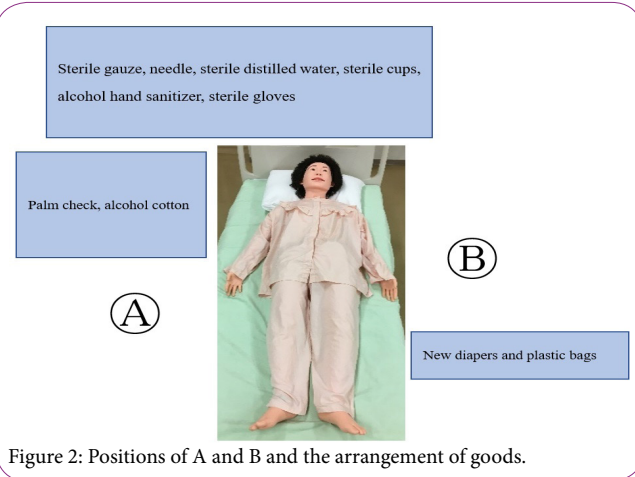 Sterile gauze, needle, sterile distilled water, sterile cups,
alcohol hand sanitizer, sterile gloves
Palm check, alcohol cotton
B
A
New diapers and plastic bags
Figure 2: Positions of A and B and the arrangement of goods.